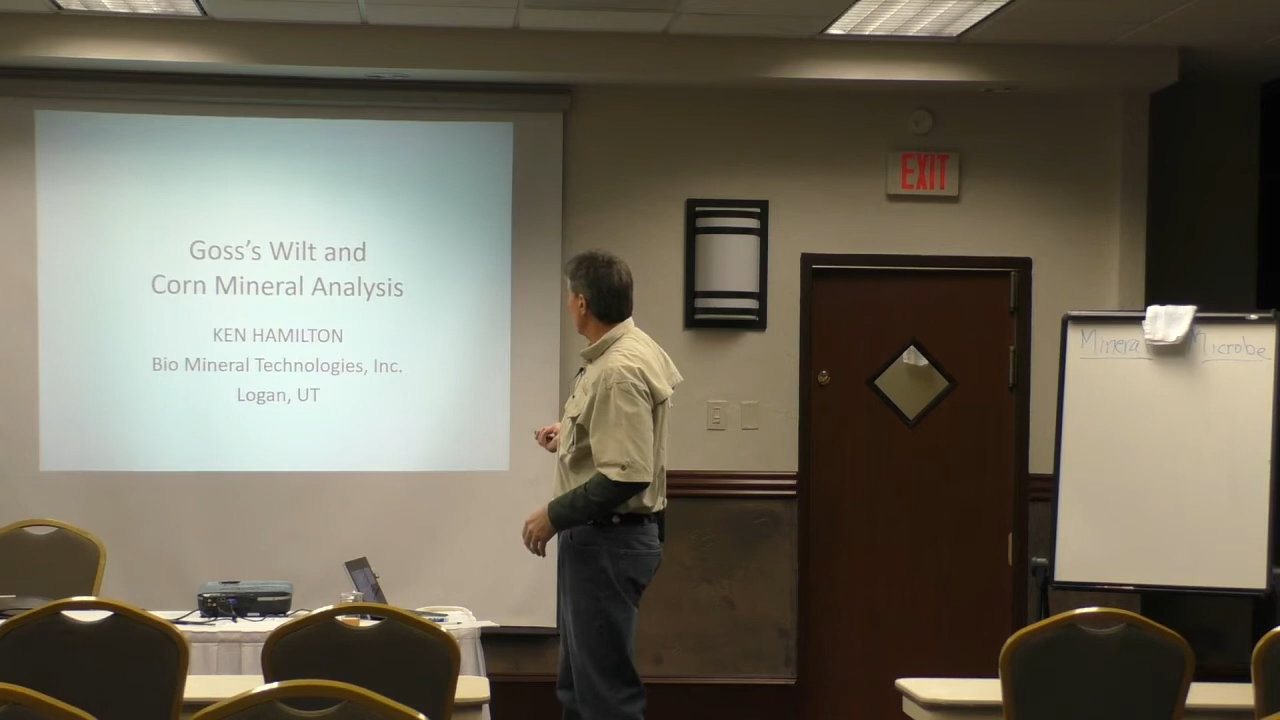 Goss's Wilt and
Corn Mineral Analysis
KEN HAMILTON
Bio Mineral Technologies, Inc.
Logan, UT
EXIT
Microbe